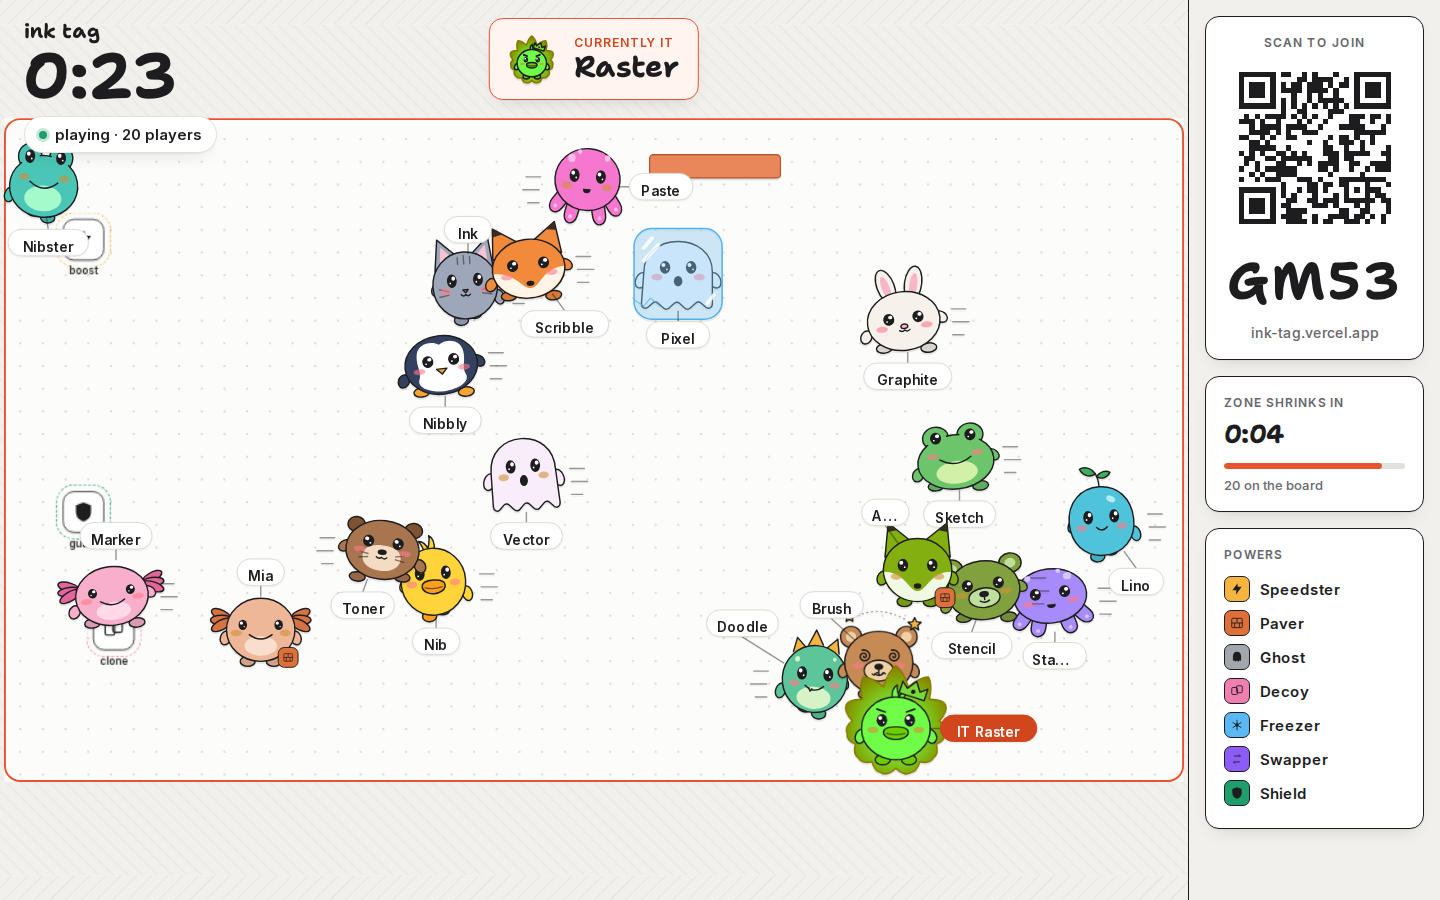 ink tag
0:23
CURRENTLY IT
Raster
playing · 20 players
Nibster
boost
Paste
Ink
Scribble
Pixel
Graphite
Nibbly
Vector
Sketch
A...
Marker
Mia
Toner
Nib
Lino
Brush
Doodle
Stencil
Sta...
clone
IT Raster
SCAN TO JOIN
GM53
ink-tag.vercel.app
ZONE SHRINKS IN
0:04
20 on the board
POWERS
Speedster
Paver
Ghost
Decoy
Freezer
Swapper
Shield